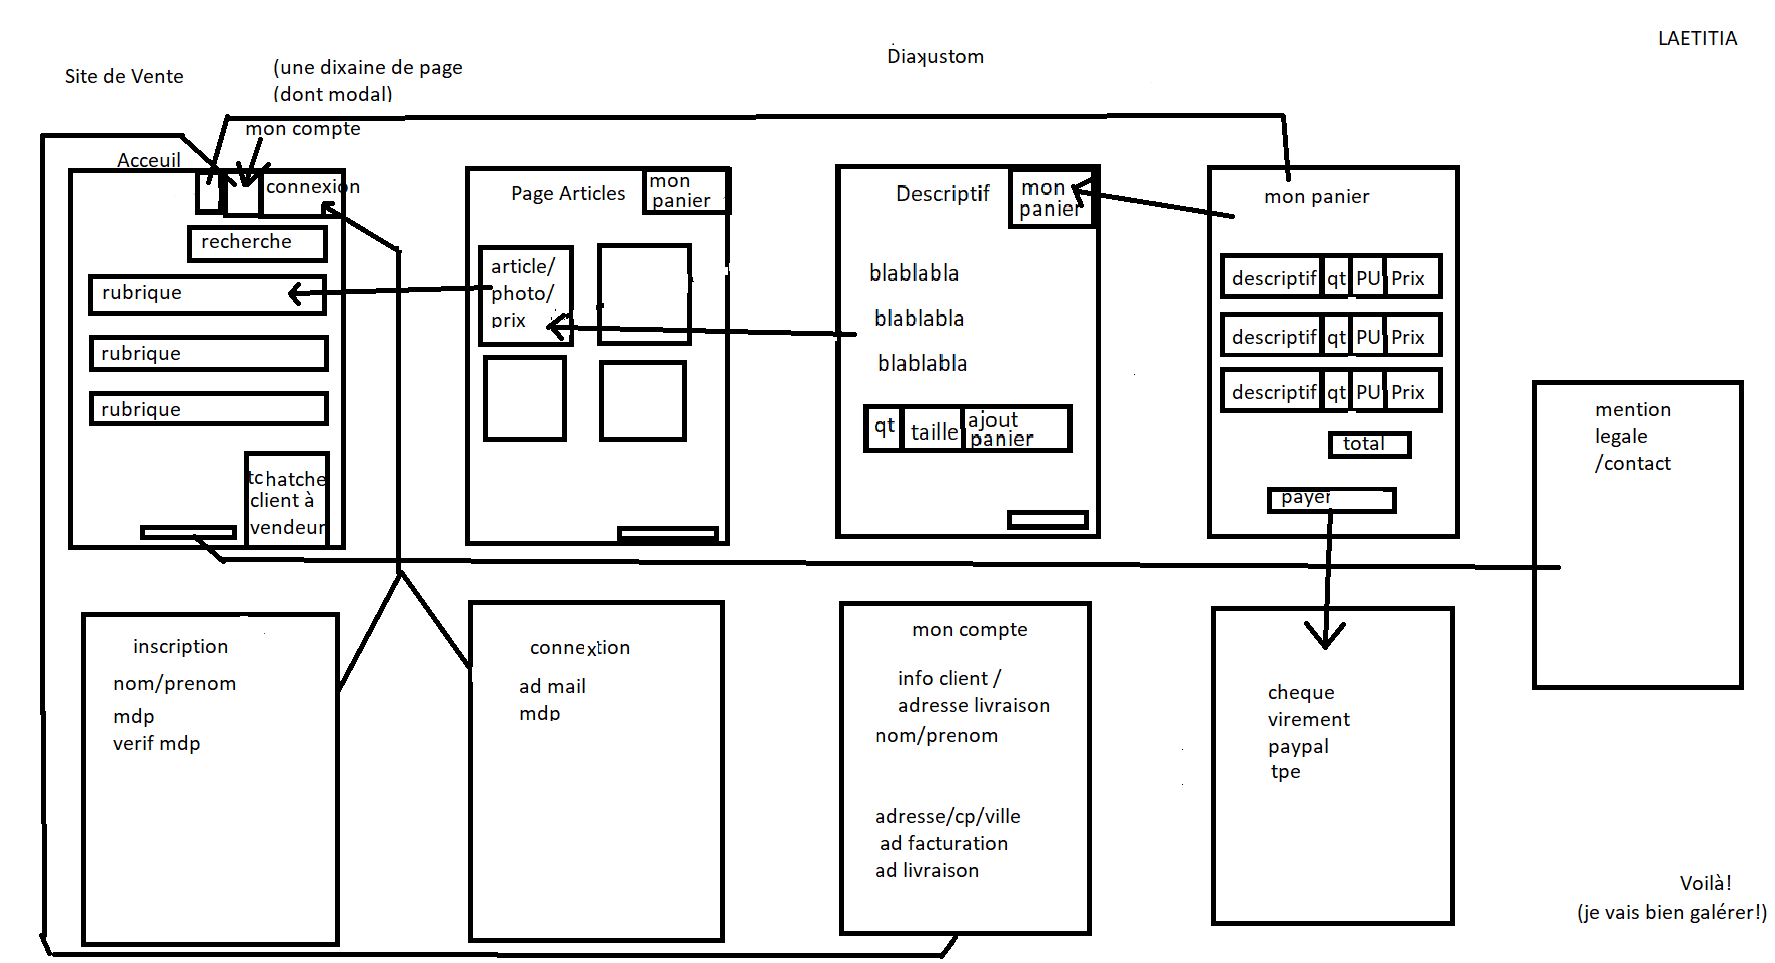 LAETITIA
Diakustom
Site de Vente
(une dixaine de page
(dont modal)
mon compte
Acceuil
connexion
recherche
rubrique
rubrique
rubrique
tchatche
client à
vendeur
Page Articles
mon
panier
article/
photo/
prix
Descriptif
mon
panier
blablabla
blablabla
blablabla
qt
taille
ajout
panier
mon panier
descriptif qt PU Prix
descriptif qt PU Prix
descriptif qt PU Prix
total
payer
mention
legale
/contact
inscription
nom/prenom
mdp
verif mdp
connextion
ad mail
mdp
mon compte
info client /
adresse livraison
nom/prenom
adresse/cp/ville
ad facturation
ad livraison
cheque
virement
paypal
tpe
Voilà!
(je vais bien galérer!)